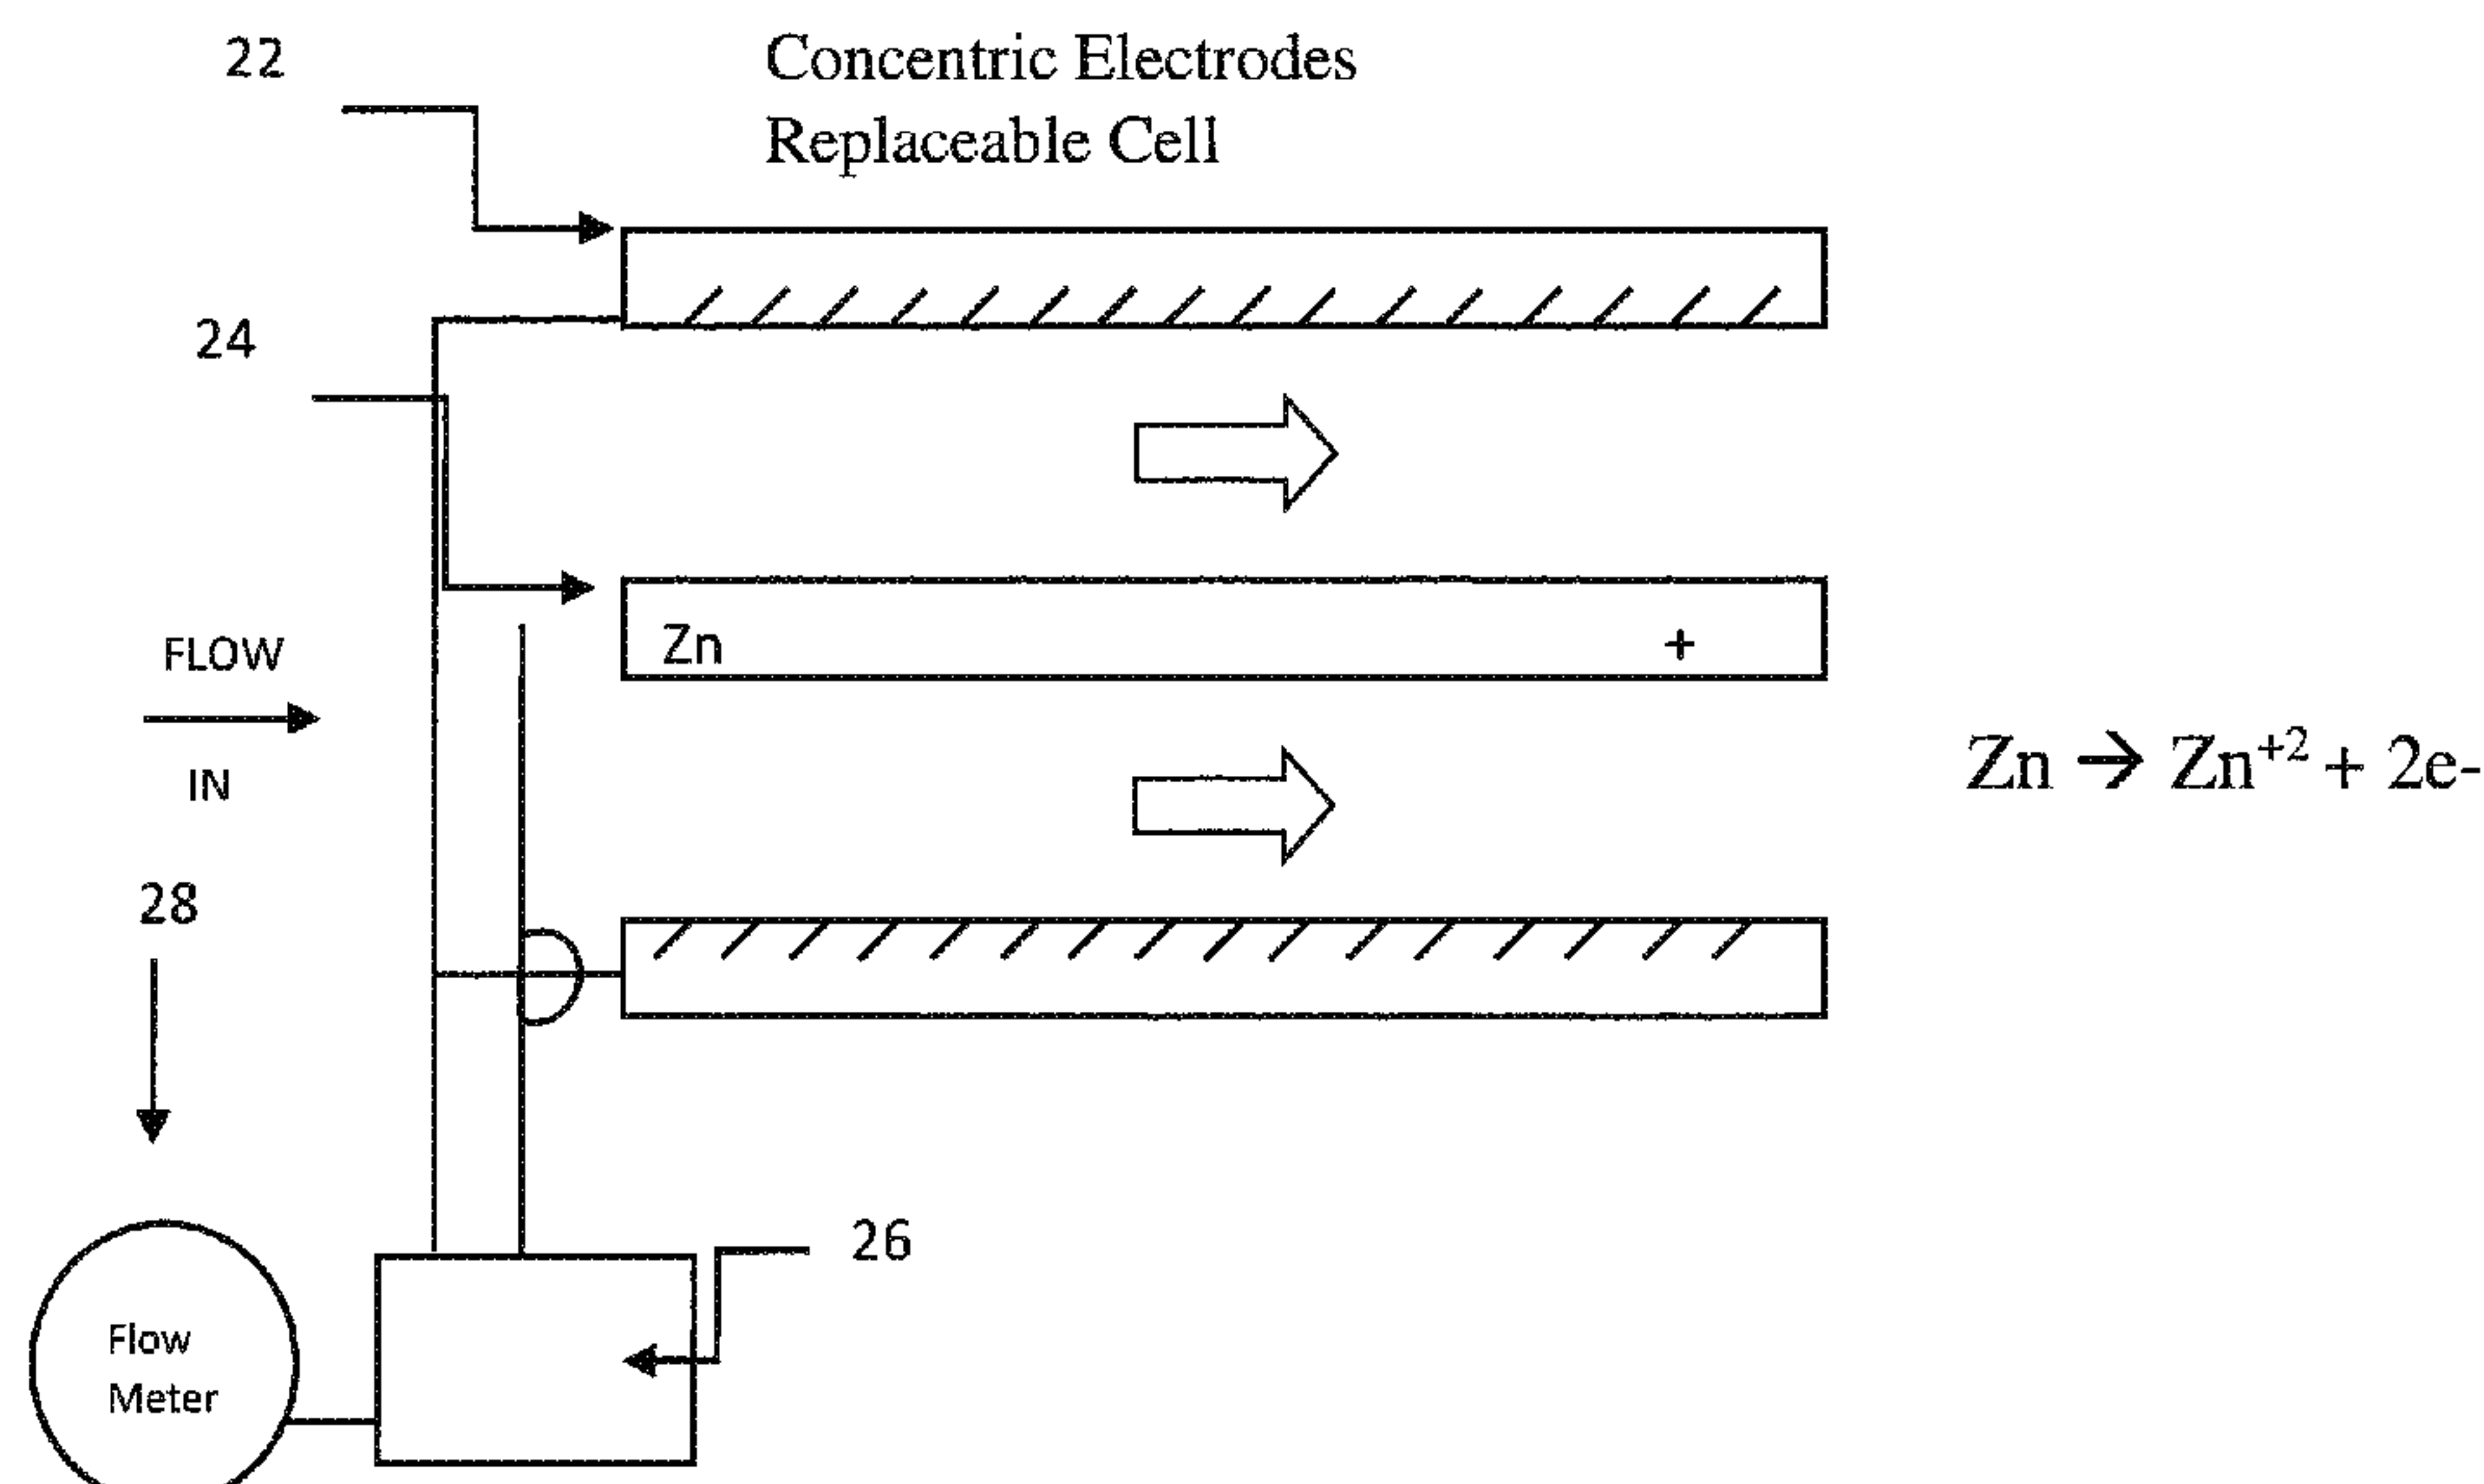 22
Concentric Electrodes
Replaceable Cell
24
Zn +
FLOW
IN
Zn → Zn⁺² + 2e-
28
26
Flow
Meter